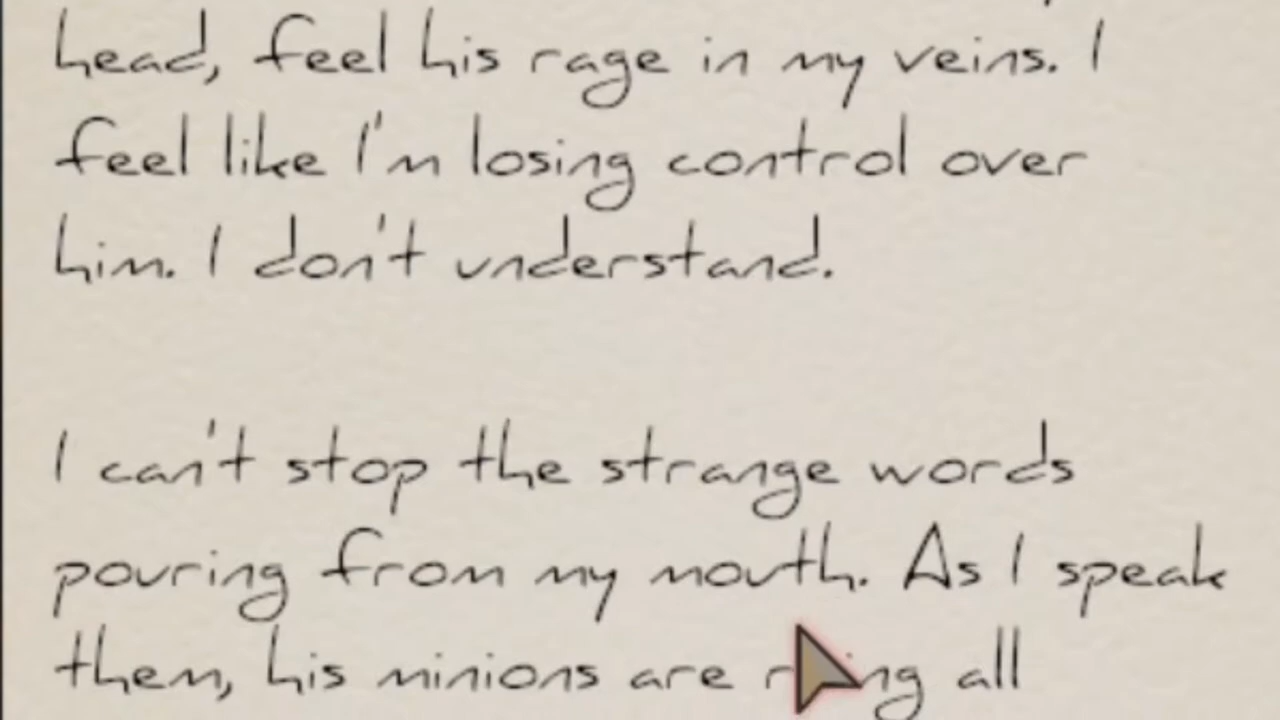 head, feel his rage in my veins. I
feel like I'm losing control over
him. I don't understand.
I can't stop the strange words
pouring from my mouth. As I speak
them, his minions are all